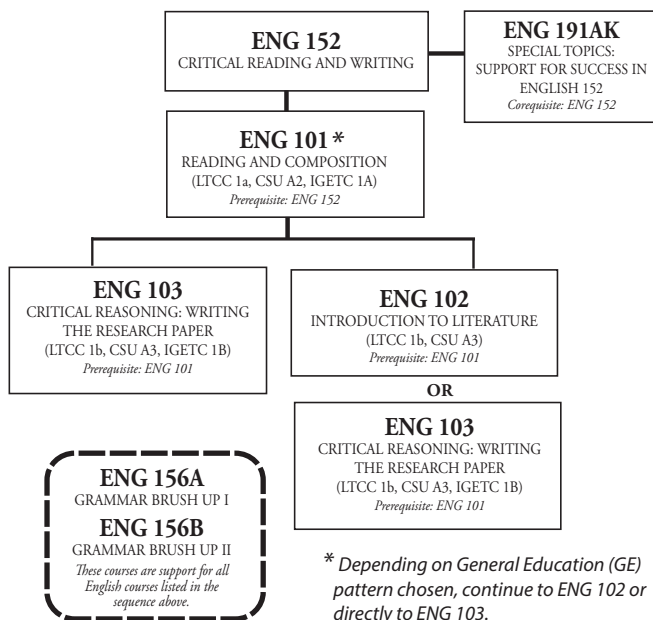 ENG 152
CRITICAL READING AND WRITING
ENG 191AK
SPECIAL TOPICS:
SUPPORT FOR SUCCESS IN
ENGLISH 152
Corequisite: ENG 152
ENG 101*
READING AND COMPOSITION
(LTCC 1a, CSU A2, IGETC 1A)
Prerequisite: ENG 152
ENG 103
CRITICAL REASONING: WRITING
THE RESEARCH PAPER
(LTCC 1b, CSU A3, IGETC 1B)
Prerequisite: ENG 101
ENG 102
INTRODUCTION TO LITERATURE
(LTCC 1b, CSU A3)
Prerequisite: ENG 101
OR
ENG 103
CRITICAL REASONING: WRITING
THE RESEARCH PAPER
(LTCC 1b, CSU A3, IGETC 1B)
Prerequisite: ENG 101
ENG 156A
GRAMMAR BRUSH UP I
ENG 156B
GRAMMAR BRUSH UP II
These courses are support for all
English courses listed in the
sequence above.
* Depending on General Education (GE)
pattern chosen, continue to ENG 102 or
directly to ENG 103.